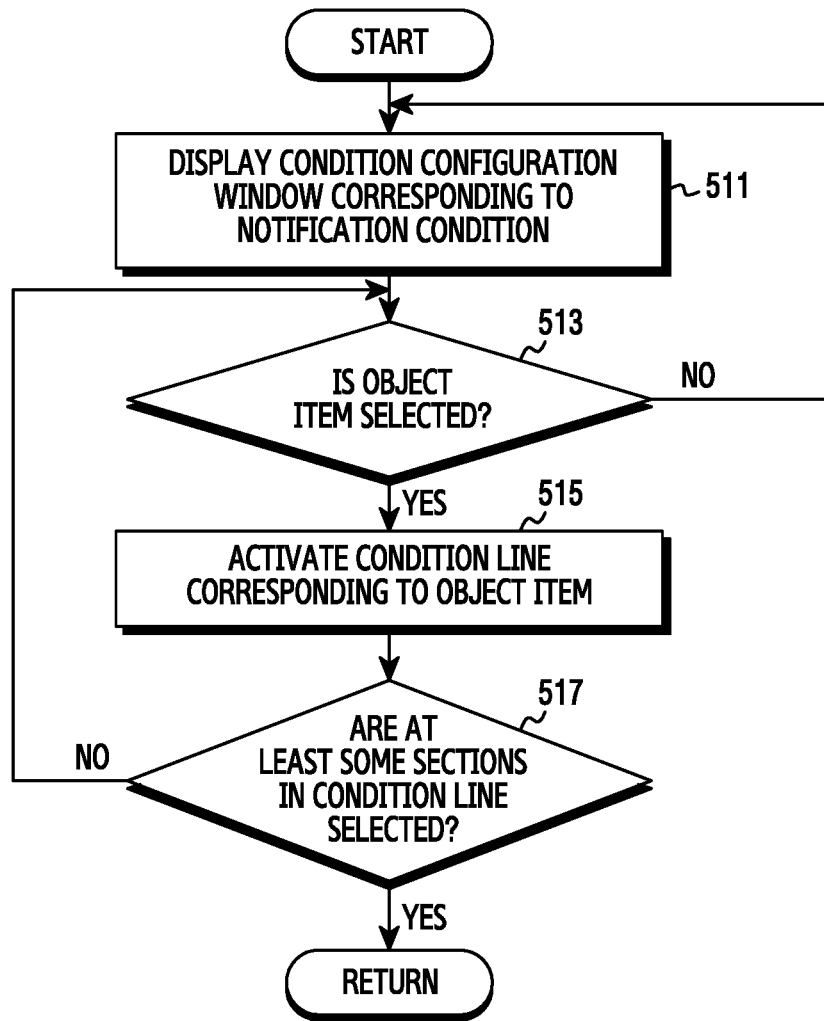 START
DISPLAY CONDITION CONFIGURATION
WINDOW CORRESPONDING TO
NOTIFICATION CONDITION
511
513
IS OBJECT
ITEM SELECTED?
NO
YES
515
ACTIVATE CONDITION LINE
CORRESPONDING TO OBJECT ITEM
517
ARE AT
LEAST SOME SECTIONS
IN CONDITION LINE
SELECTED?
NO
YES
RETURN